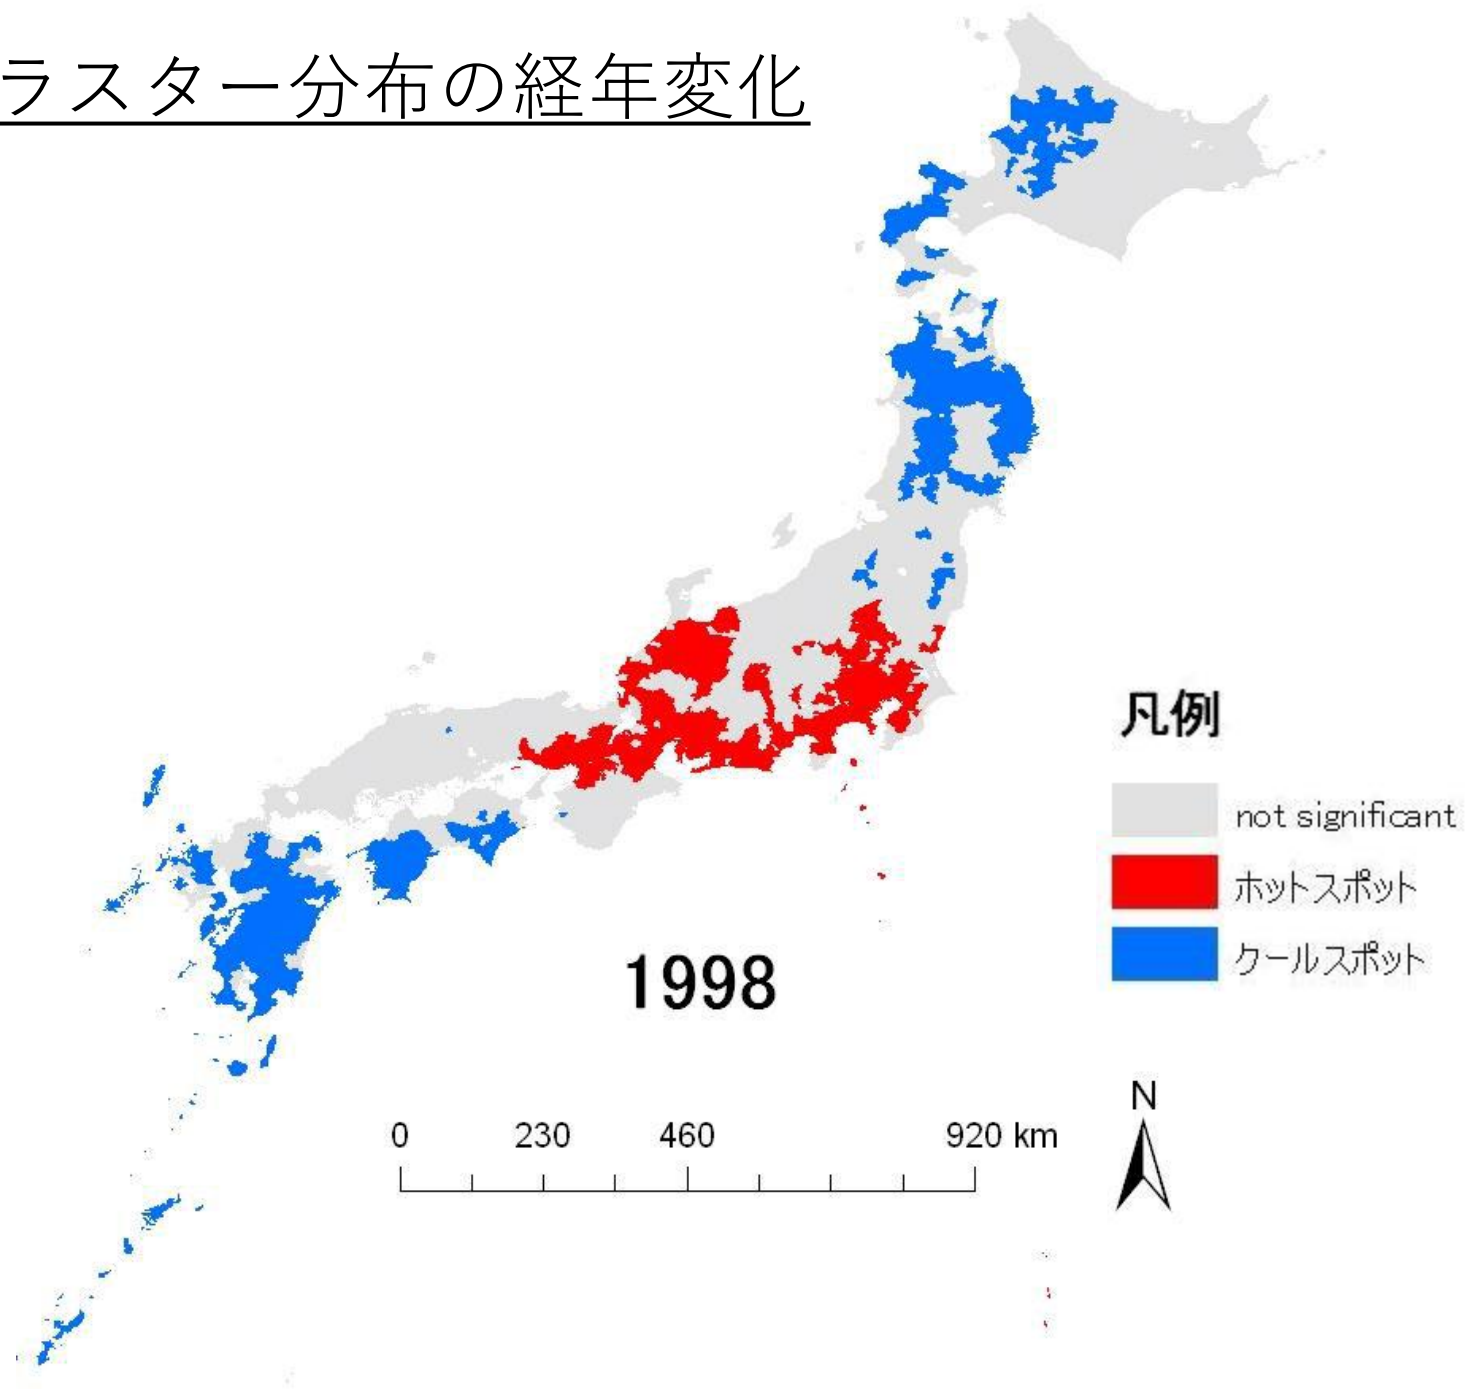 ラスター分布の経年変化
凡例
not significant
ホットスポット
クールスポット
1998
N
0 230 460 920 km